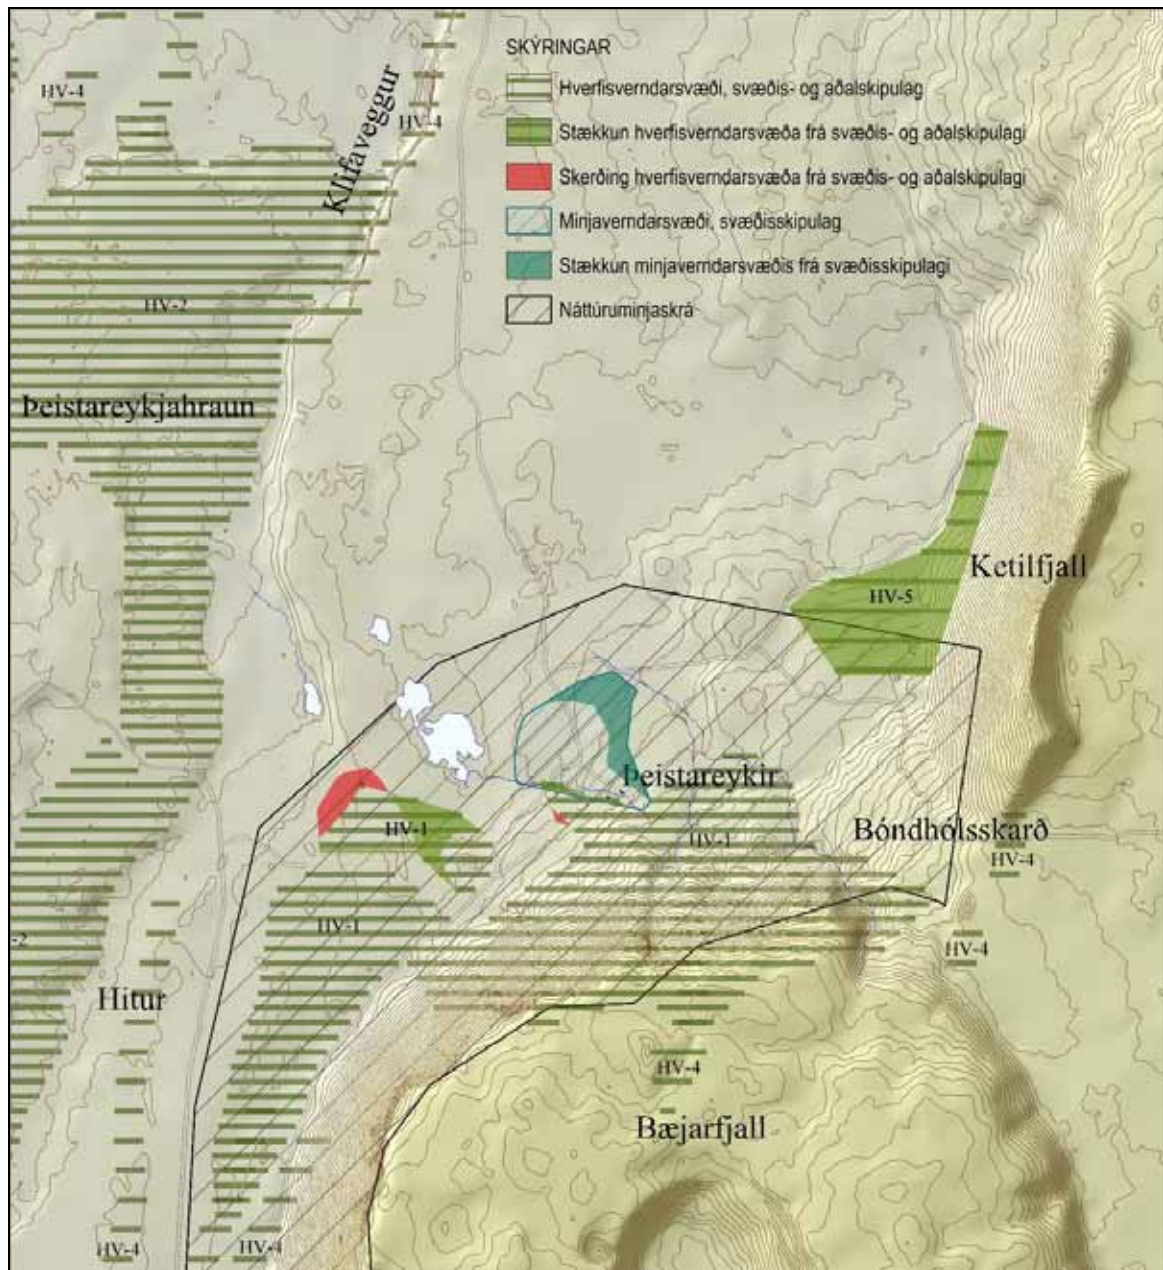 SKÝRINGAR
Hverfisverndarsvæði, svæðis- og aðalskipulag
Stækkun hverfisverndarsvæða frá svæðis- og aðalskipulagi
Skerðing hverfisverndarsvæða frá svæðis- og aðalskipulagi
Minjaverndarsvæði, svæðisskipulag
Stækkun minjaverndarsvæðis frá svæðisskipulagi
Náttúruminjaskrá
HV-4
HV-4
Klifaveggur
HV-2
Þeistareykjahraun
Ketilfjall
HV-5
Þeistareykir
HV-1
HV-1
Bóndhólsskarð
HV-4
HV-1
-2
HV-4
Hitur
HV-4
Bæjarfjall
HV-4
HV-4